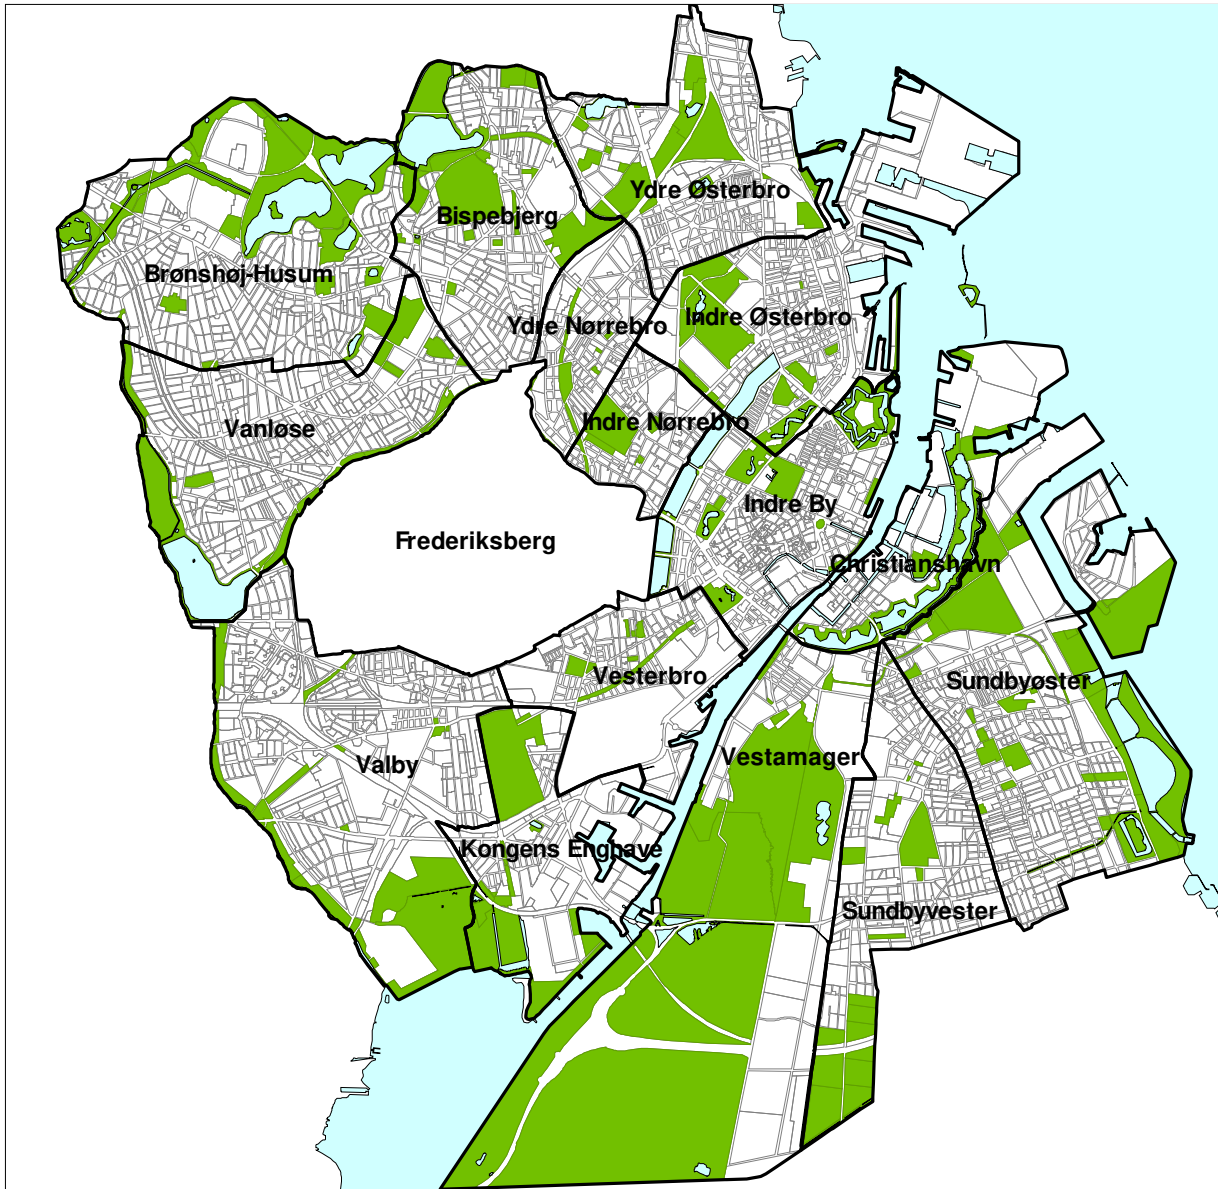 Ydre Østerbro
Bispebjerg
Brønshøj-Husum
Ydre Nørrebro
Indre Østerbro
Vanløse
Indre Nørrebro
Indre By
Frederiksberg
Christianshavn
Vesterbro
Sundbyøster
Valby
Vestamager
Kongens Enghave
Sundbyvester